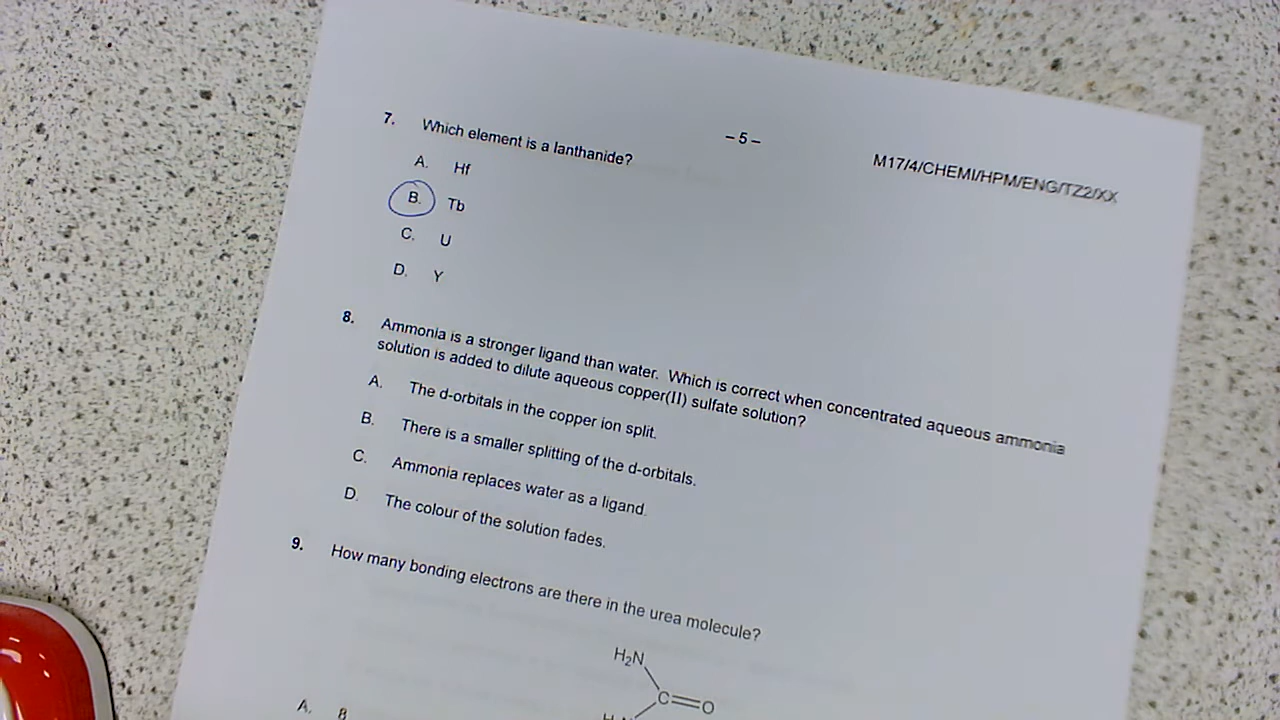 – 5 –
M17/4/CHEMI/HPM/ENG/TZ2/XX
7. Which element is a lanthanide?
A. Hf
B. Tb
C. U
D. Y
8. Ammonia is a stronger ligand than water. Which is correct when concentrated aqueous ammonia
solution is added to dilute aqueous copper(II) sulfate solution?
A. The d-orbitals in the copper ion split.
B. There is a smaller splitting of the d-orbitals.
C. Ammonia replaces water as a ligand.
D. The colour of the solution fades.
9. How many bonding electrons are there in the urea molecule?
H₂N
C=O
A. 8